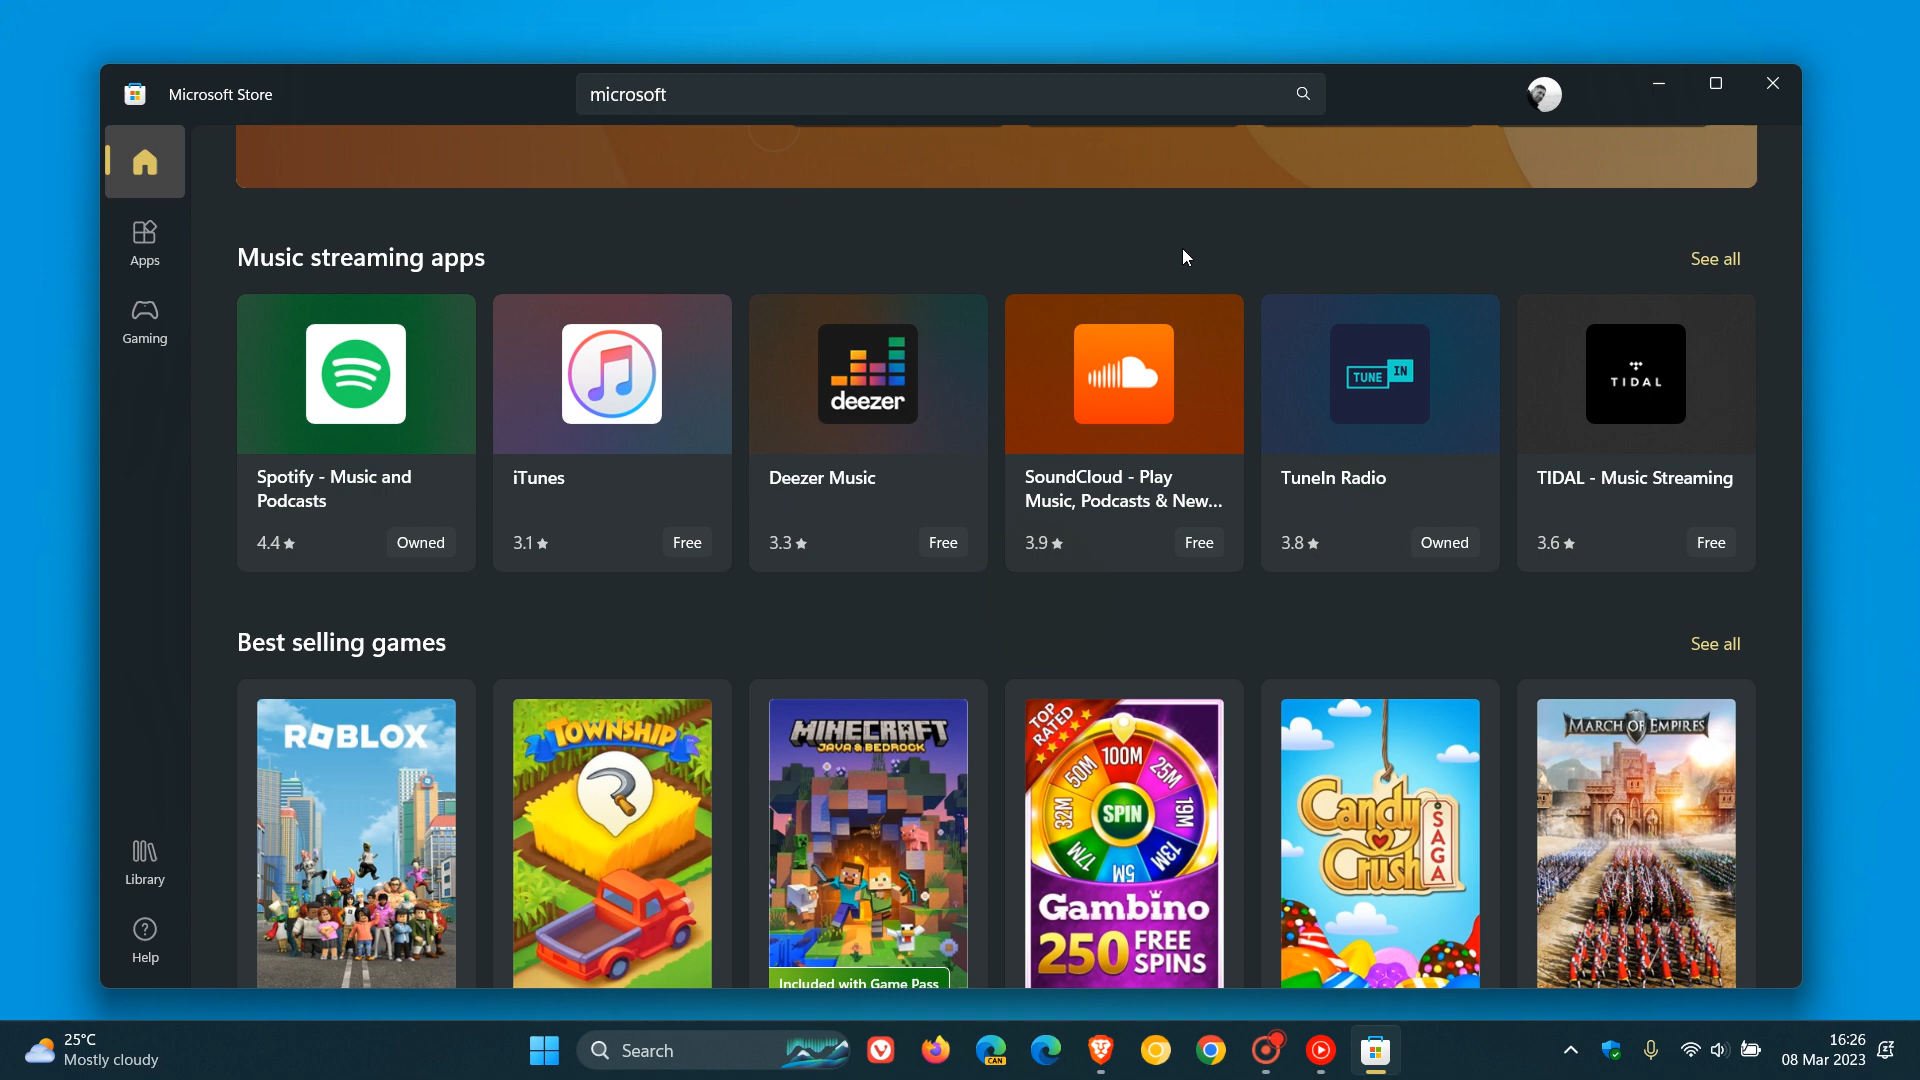 Microsoft Store
microsoft
Apps
Gaming
Library
Help
Music streaming apps
See all
deezer
TUNE IN
TIDAL
Spotify - Music and
Podcasts
4.4 Owned
iTunes
3.1 Free
Deezer Music
3.3 Free
SoundCloud - Play
Music, Podcasts & New...
3.9 Free
TuneIn Radio
3.8 Owned
TIDAL - Music Streaming
3.6 Free
Best selling games
See all
ROBLOX
TOWNSHIP
MINECRAFT
JAVA & BEDROCK
Included with Game Pass
TOP
RATED
100M
25M
19M
13M
5M
17M
32M
50M
SPIN
Gambino
250 FREE
SPINS
Candy
Crush
SAGA
MARCH OF EMPIRES
25°C
Mostly cloudy
Search
CAN
16:26
08 Mar 2023